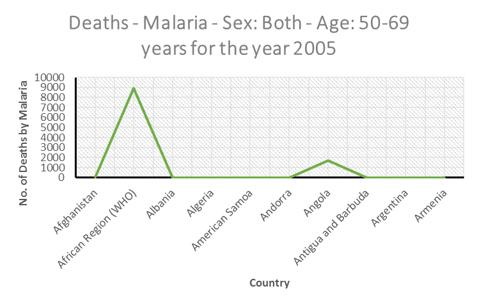 Deaths - Malaria - Sex: Both - Age: 50-69
years for the year 2005
No. of Deaths by Malaria
10000
9000
8000
7000
6000
5000
4000
3000
2000
1000
0
Afghanistan
African Region (WHO)
Albania
Algeria
American Samoa
Andorra
Angola
Antigua and Barbuda
Argentina
Armenia
Country